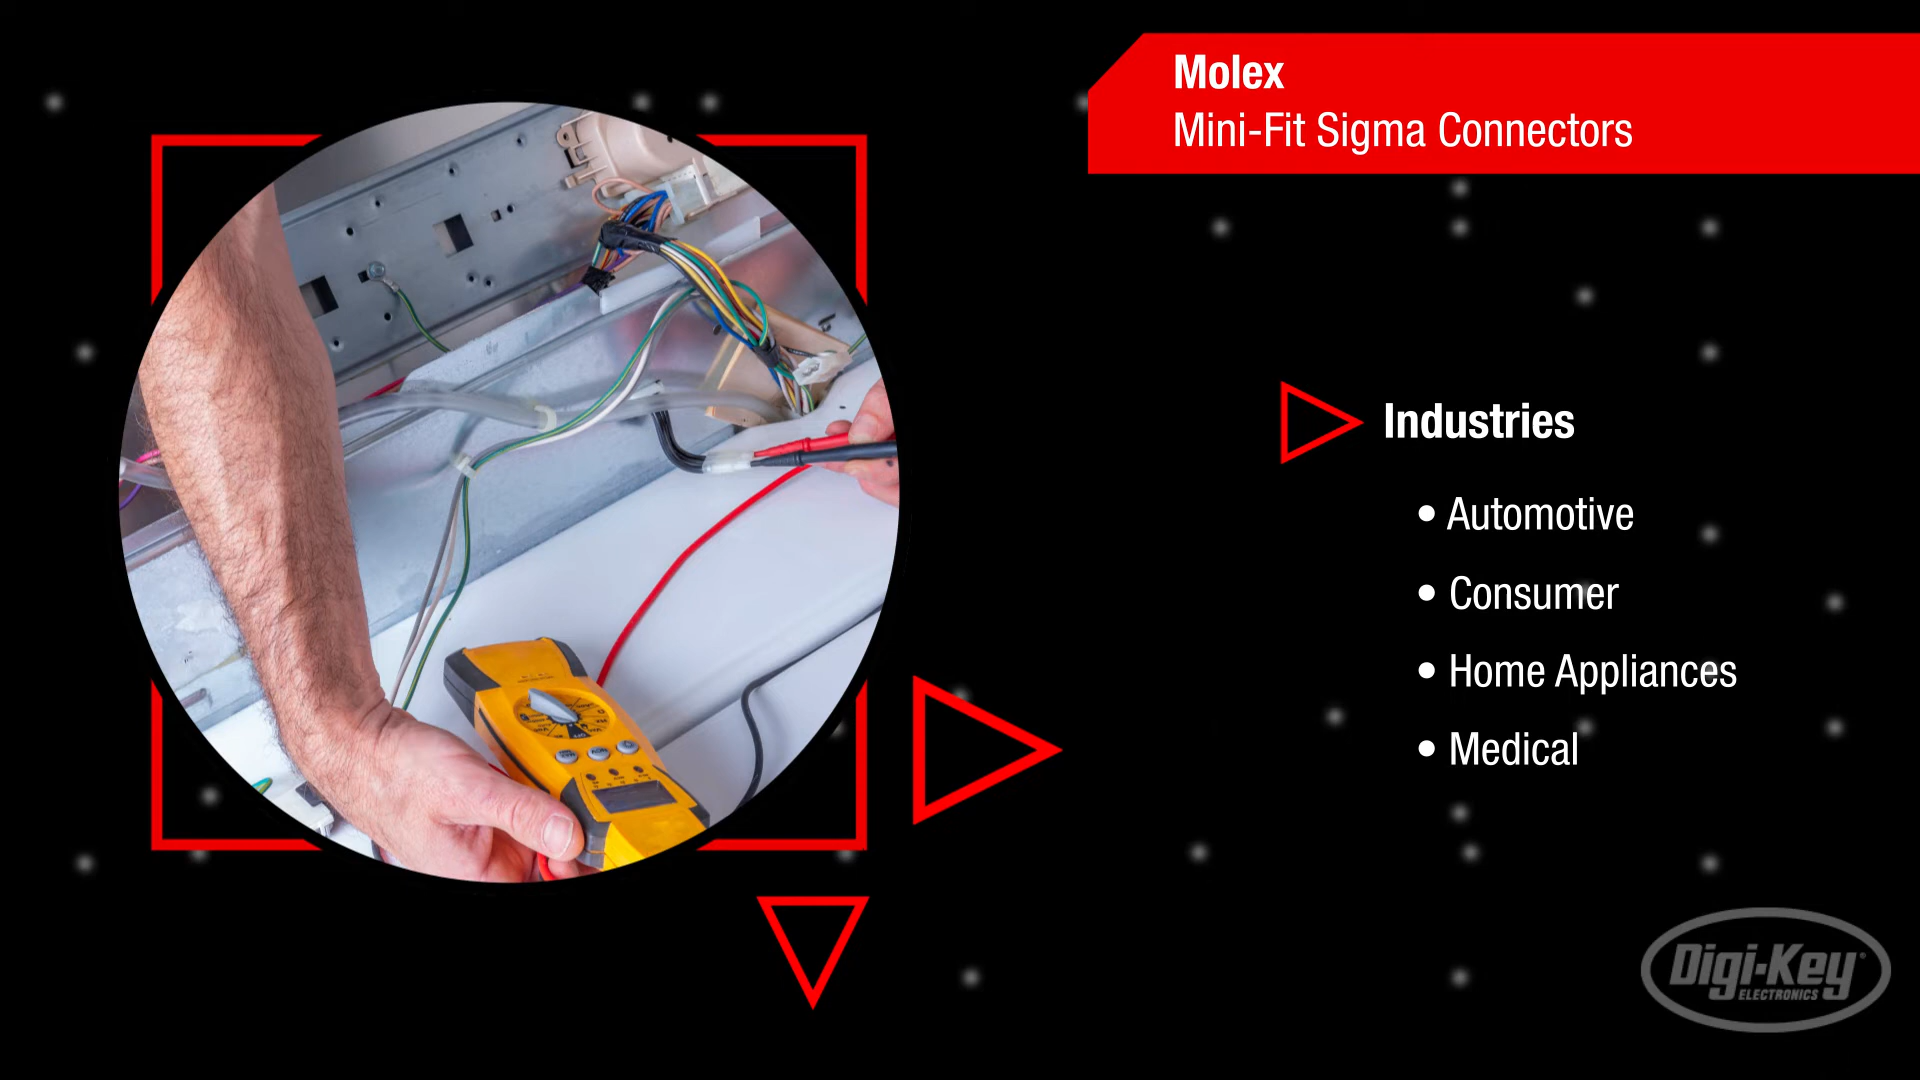 Molex
Mini-Fit Sigma Connectors
Industries
• Automotive
• Consumer
• Home Appliances
• Medical
Digi-Key
ELECTRONICS